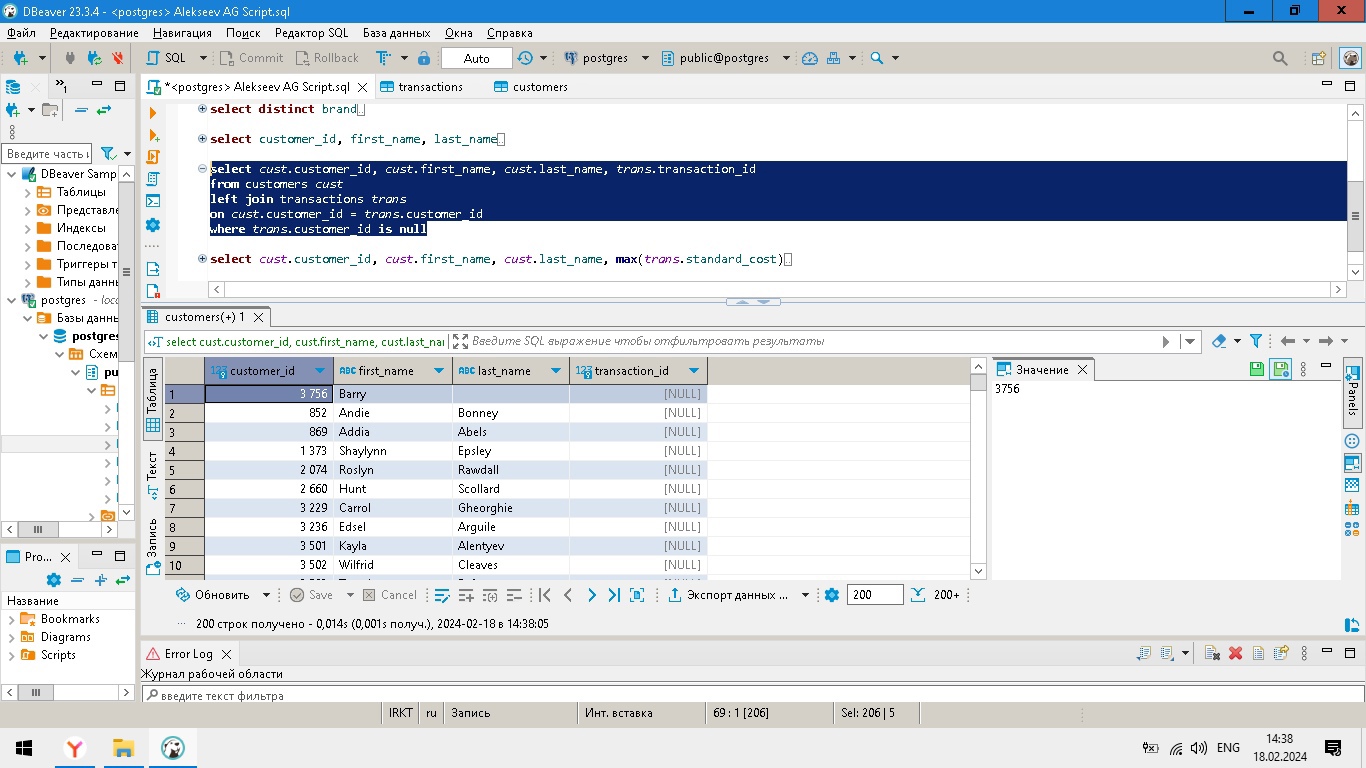 DBeaver 23.3.4 - <postgres> Alekseev AG Script.sql
Файл Редактирование Навигация Поиск Редактор SQL База данных Окна Справка
SQL Commit Rollback Auto postgres public@postgres
*<postgres> Alekseev AG Script.sql transactions customers
select distinct brand
select customer_id, first_name, last_name
Введите часть
select cust.customer_id, cust.first_name, cust.last_name, trans.transaction_id
from customers cust
left join transactions trans
on cust.customer_id = trans.customer_id
where trans.customer_id is null
select cust.customer_id, cust.first_name, cust.last_name, max(trans.standard_cost)
DBeaver Samp
Таблицы
Представле
Индексы
Последова
Триггеры т
Типы данны
postgres - loca
Базы данны
postgres
Схем
pu
customers(+) 1
select cust.customer_id, cust.first_name, cust.last_nar Введите SQL выражение чтобы отфильтровать результаты
Таблица
Текст
Запись
123 customer_id ABC first_name ABC last_name 123 transaction_id
1 3 756 Barry [NULL]
2 852 Andie Bonney [NULL]
3 869 Addia Abels [NULL]
4 1 373 Shaylynn Epsley [NULL]
5 2 074 Roslyn Rawdall [NULL]
6 2 660 Hunt Scollard [NULL]
7 3 229 Carrol Gheorghie [NULL]
8 3 236 Edsel Arguile [NULL]
9 3 501 Kayla Alentyev [NULL]
10 3 502 Wilfrid Cleaves [NULL]
Значение
3756
Panels
Обновить Save Cancel Экспорт данных ... 200 200+
200 строк получено - 0,014s (0,001s получ.), 2024-02-18 в 14:38:05
Pro...
Название
Bookmarks
Diagrams
Scripts
Error Log
Журнал рабочей области
введите текст фильтра
IRKT ru Запись Инт. вставка 69 : 1 [206] Sel: 206 | 5
ENG 14:38
18.02.2024